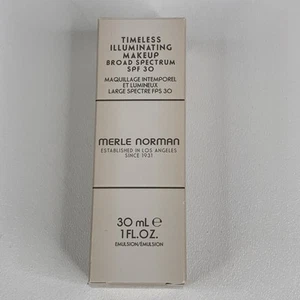 TIMELESS
ILLUMINATING
MAKEUP
BROAD SPECTRUM
SPF 30
MAQUILLAGE INTEMPOREL
ET LUMINEUX
LARGE SPECTRE FPS 30
MERLE NORMAN
ESTABLISHED IN LOS ANGELES
SINCE 1931
30 mL ℮
1 FL.OZ.
EMULSION/ÉMULSION